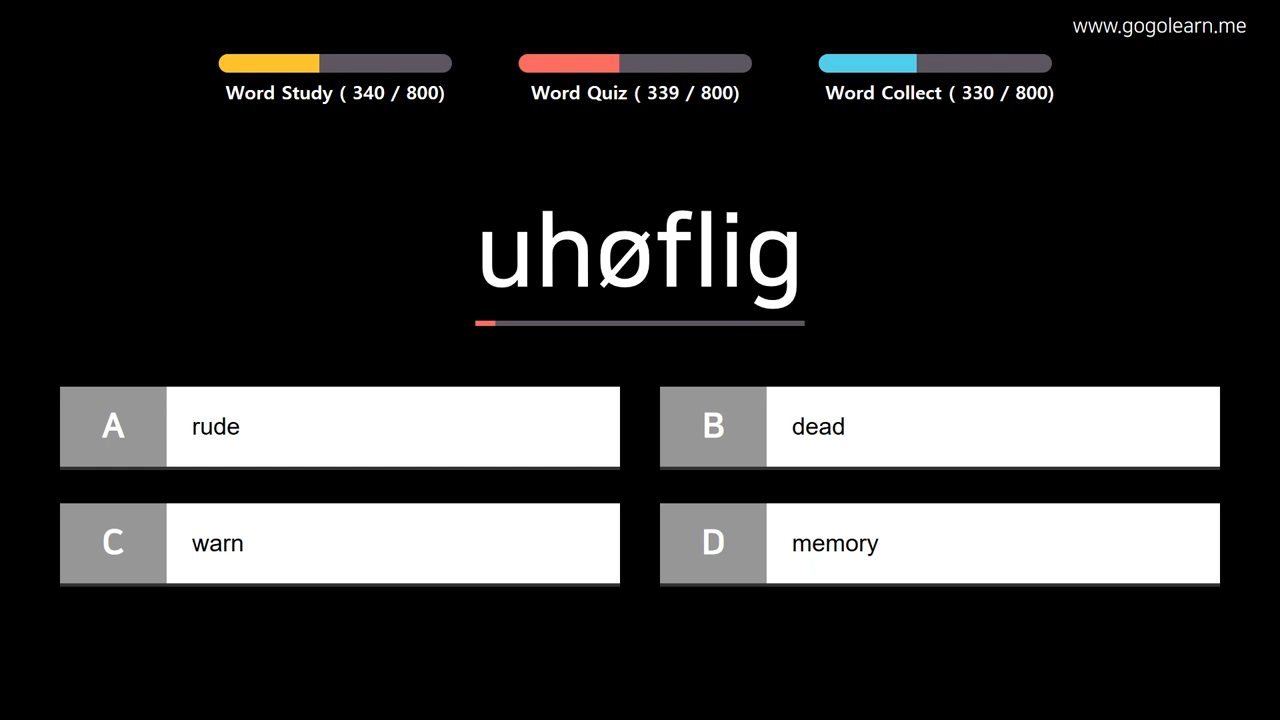 www.gogolearn.me
Word Study ( 340 / 800)
Word Quiz ( 339 / 800)
Word Collect ( 330 / 800)
uhøflig
A rude
B dead
C warn
D memory